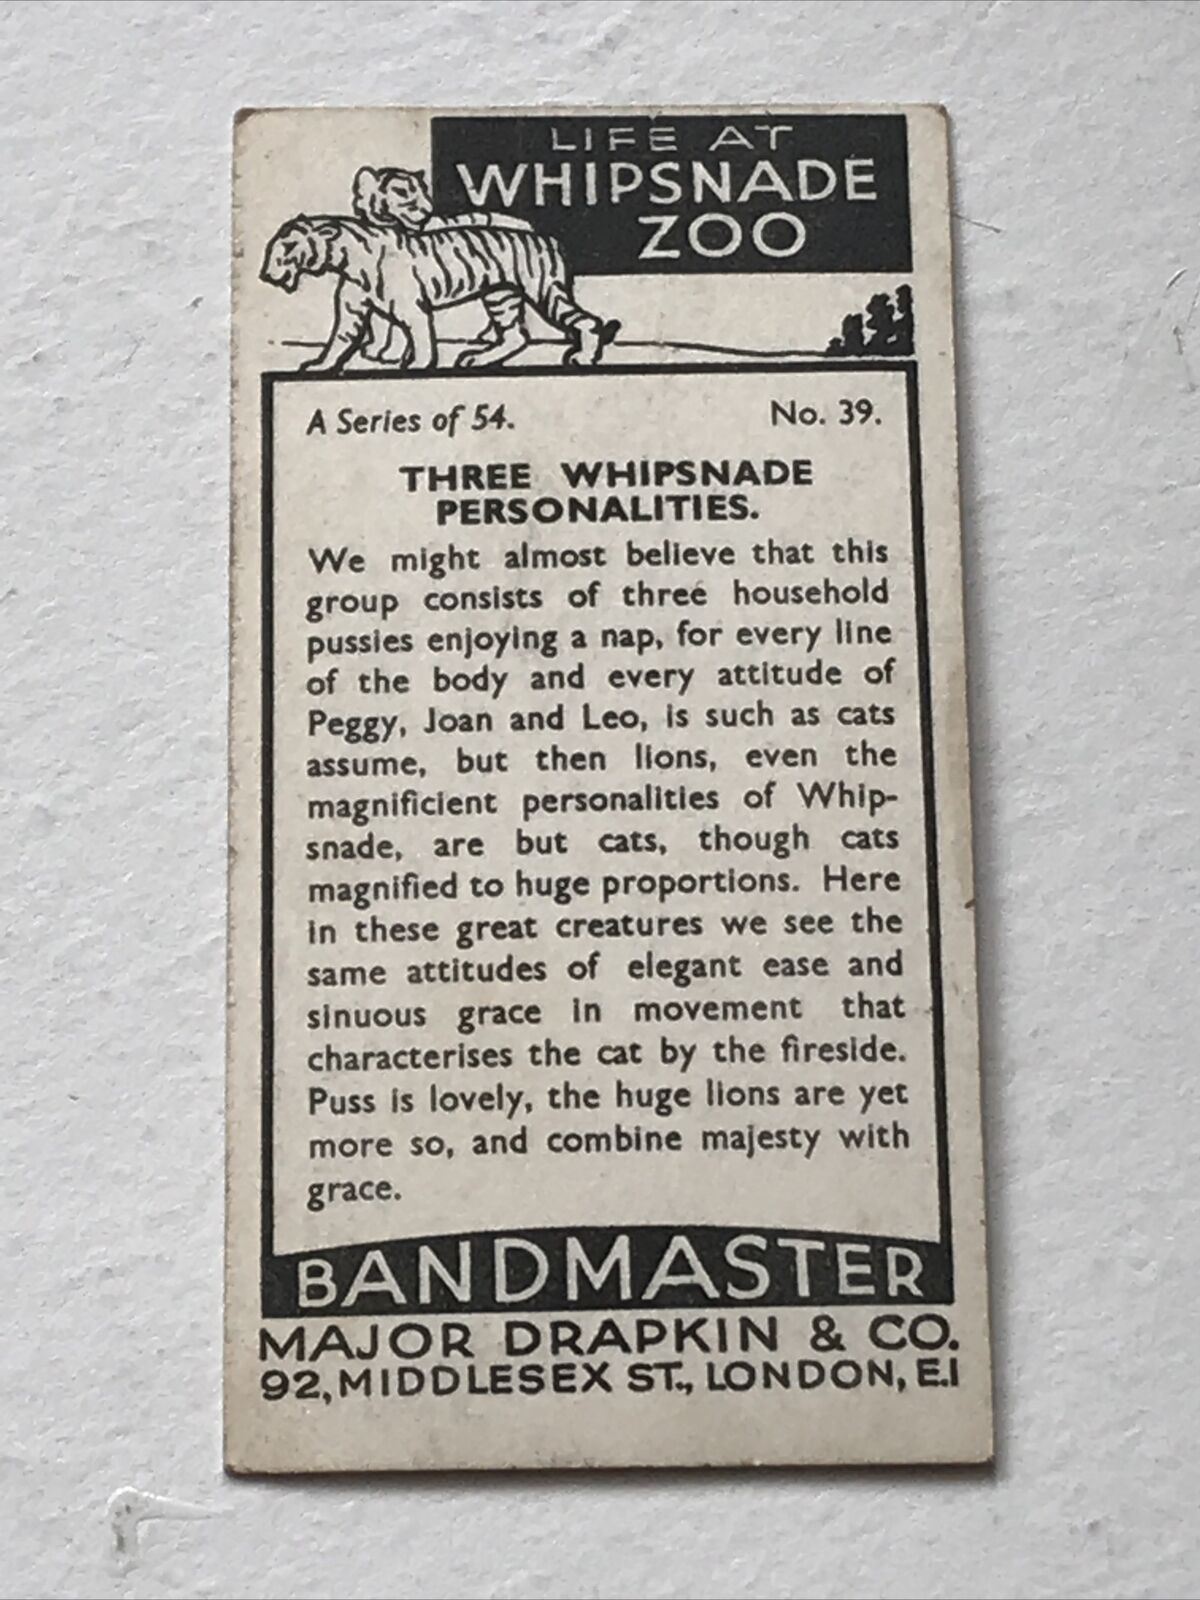 LIFE AT
WHIPSNADE
ZOO
A Series of 54. No. 39.
THREE WHIPSNADE
PERSONALITIES.
We might almost believe that this
group consists of three household
pussies enjoying a nap, for every line
of the body and every attitude of
Peggy, Joan and Leo, is such as cats
assume, but then lions, even the
magnificient personalities of Whip-
snade, are but cats, though cats
magnified to huge proportions. Here
in these great creatures we see the
same attitudes of elegant ease and
sinuous grace in movement that
characterises the cat by the fireside.
Puss is lovely, the huge lions are yet
more so, and combine majesty with
grace.
BANDMASTER
MAJOR DRAPKIN & CO.
92, MIDDLESEX ST., LONDON, E.1